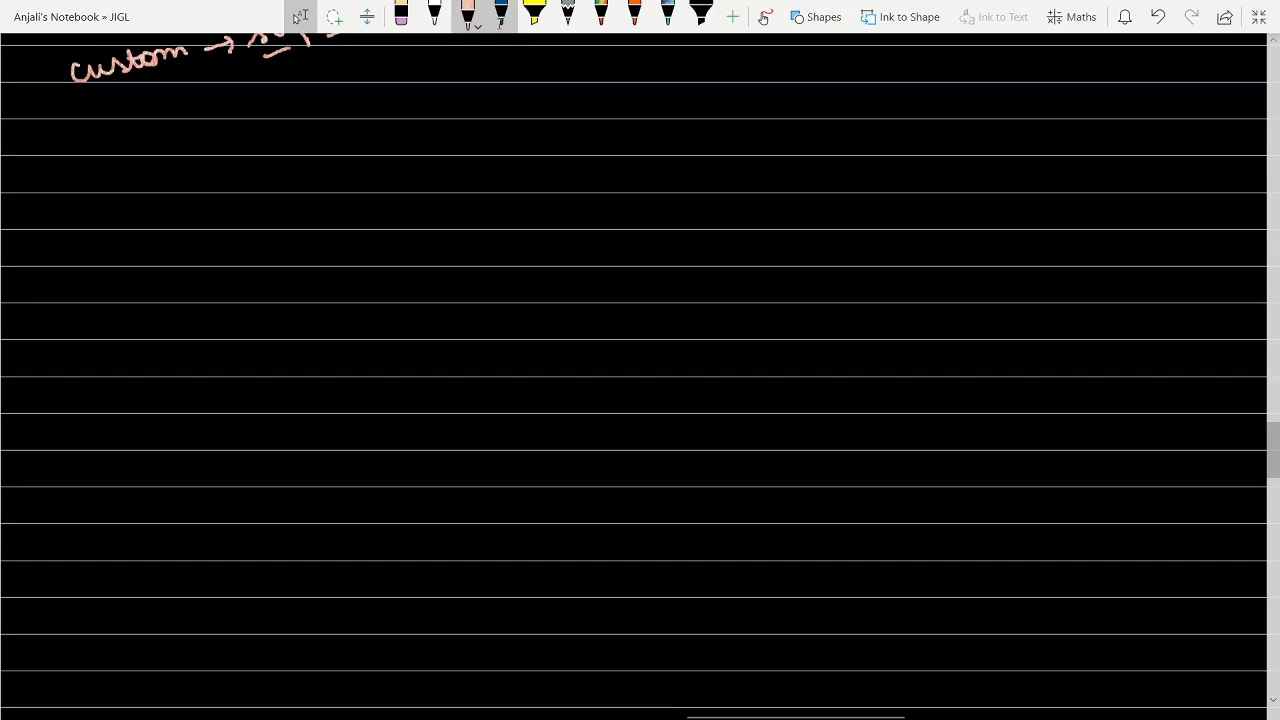 Anjali's Notebook » JIGL
Shapes
Ink to Shape
Ink to Text
Maths
custom →